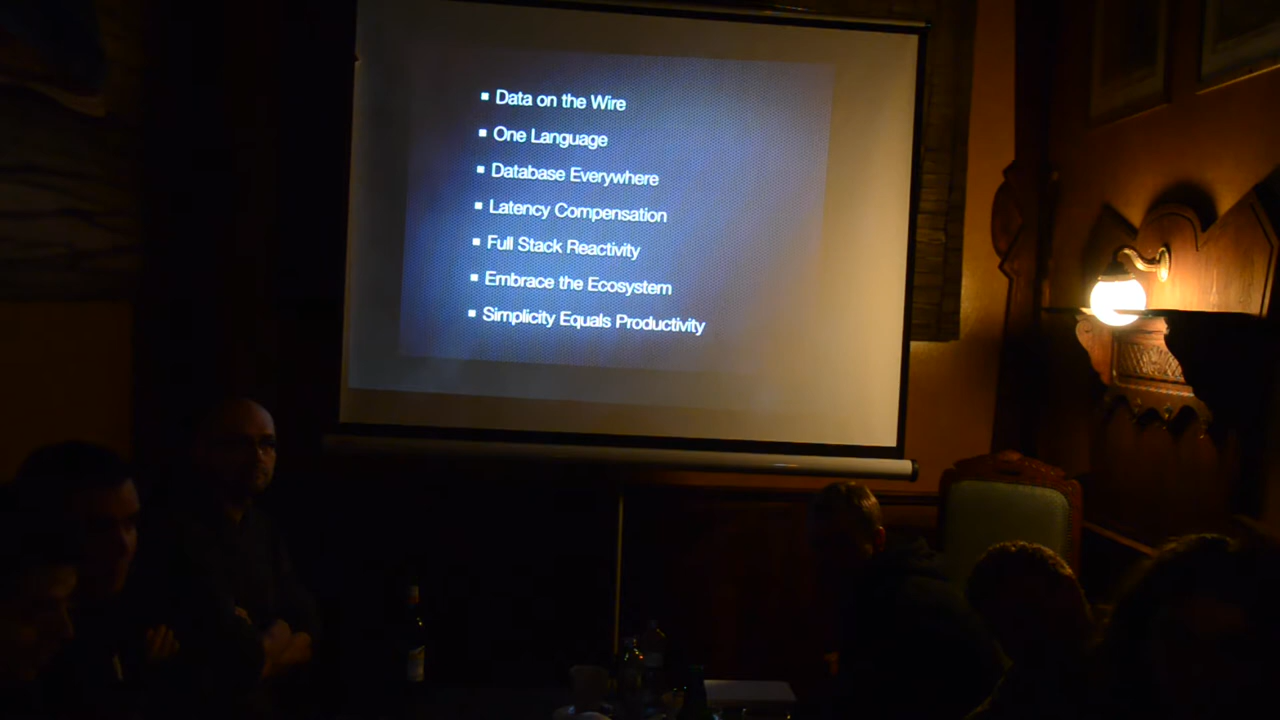 Data on the Wire
One Language
Database Everywhere
Latency Compensation
Full Stack Reactivity
Embrace the Ecosystem
Simplicity Equals Productivity